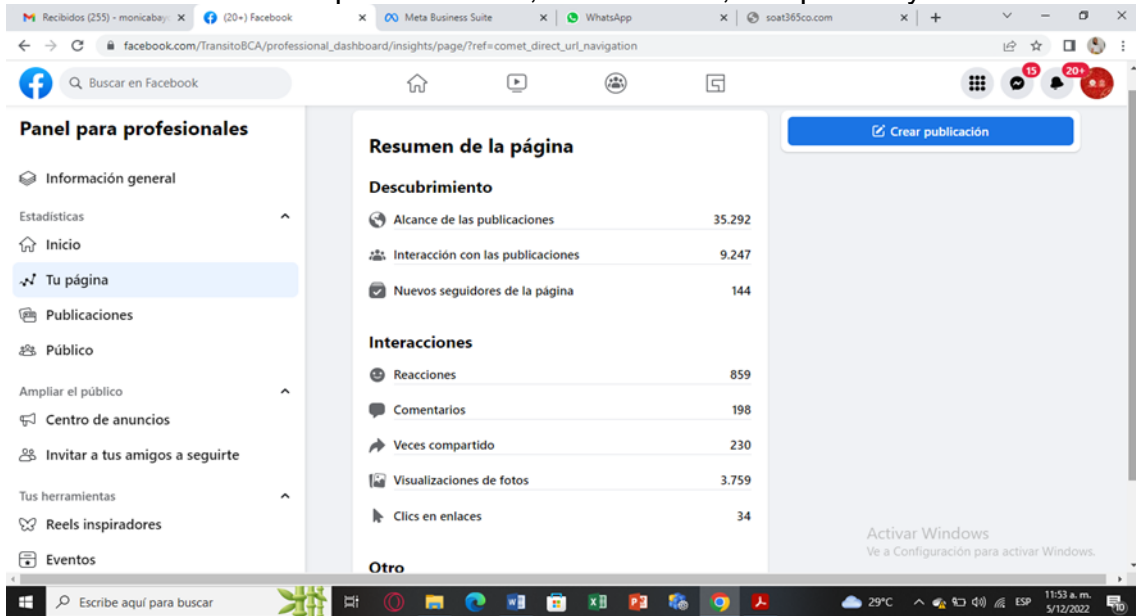 Recibidos (255) - monicabay
(20+) Facebook
Meta Business Suite
WhatsApp
soat365co.com
facebook.com/TransitoBCA/professional_dashboard/insights/page/?ref=comet_direct_url_navigation
Buscar en Facebook
15
20+
Panel para profesionales
Información general
Estadísticas
Inicio
Tu página
Publicaciones
Público
Ampliar el público
Centro de anuncios
Invitar a tus amigos a seguirte
Tus herramientas
Reels inspiradores
Eventos
Resumen de la página
Descubrimiento
Alcance de las publicaciones 35.292
Interacción con las publicaciones 9.247
Nuevos seguidores de la página 144
Interacciones
Reacciones 859
Comentarios 198
Veces compartido 230
Visualizaciones de fotos 3.759
Clics en enlaces 34
Otro
Crear publicación
Activar Windows
Ve a Configuración para activar Windows.
Escribe aquí para buscar
29°C
ESP
11:53 a. m.
5/12/2022